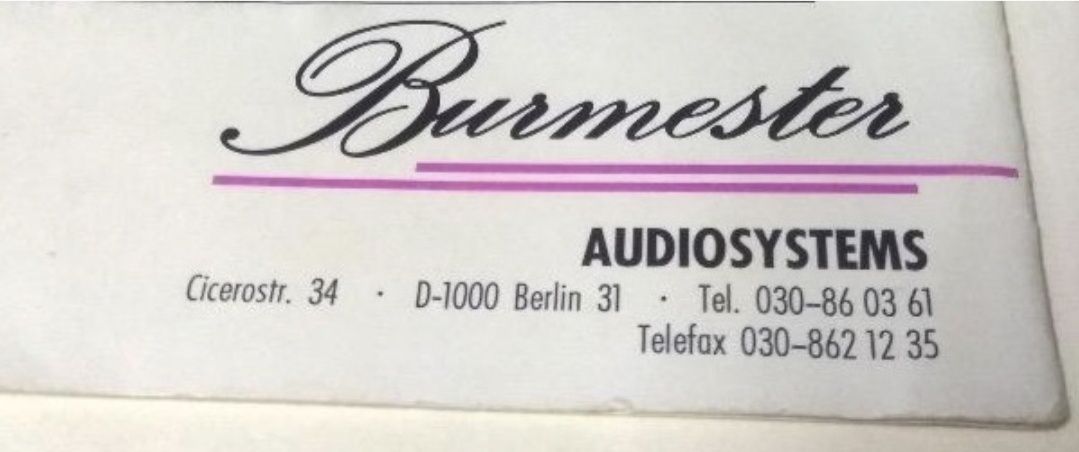 Burmester
AUDIOSYSTEMS
Cicerostr. 34 · D-1000 Berlin 31 · Tel. 030–86 03 61
Telefax 030–862 12 35